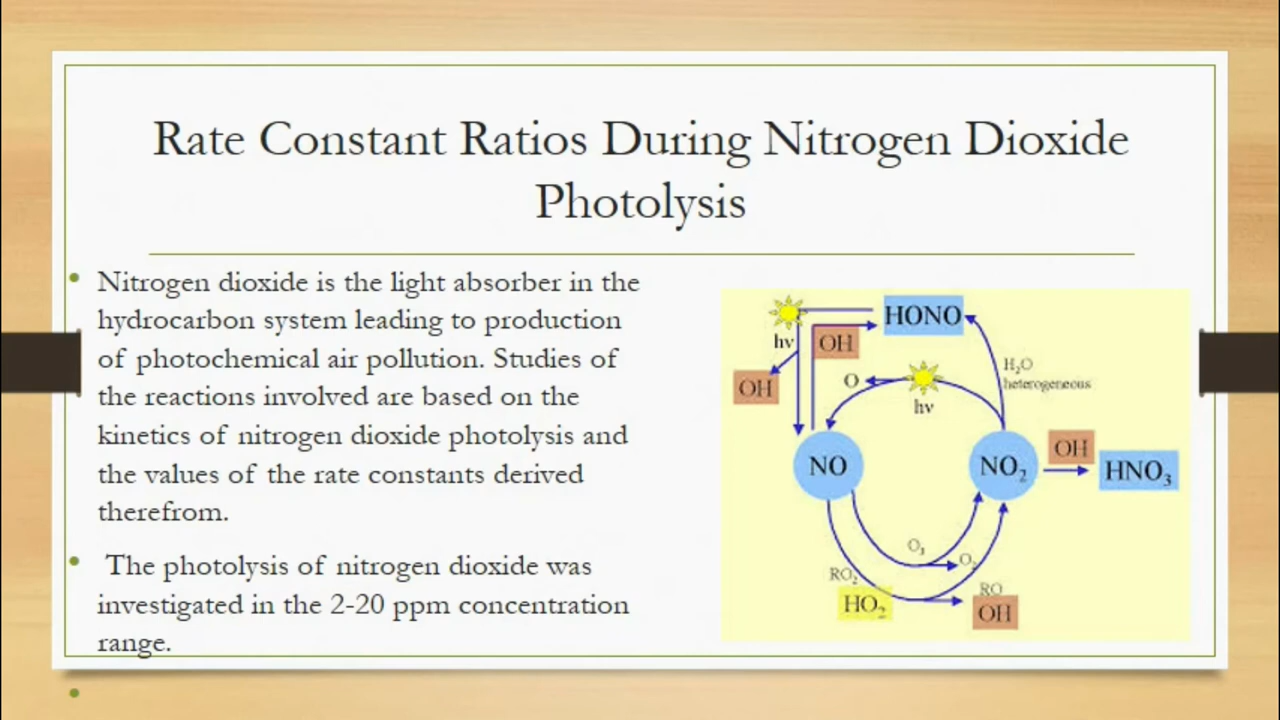 Rate Constant Ratios During Nitrogen Dioxide
Photolysis
• Nitrogen dioxide is the light absorber in the
hydrocarbon system leading to production
of photochemical air pollution. Studies of
the reactions involved are based on the
kinetics of nitrogen dioxide photolysis and
the values of the rate constants derived
therefrom.
• The photolysis of nitrogen dioxide was
investigated in the 2-20 ppm concentration
range.
HONO
hν
OH
OH
H₂O
heterogeneous
O
hν
NO
NO₂
OH
HNO₃
O₃
O₂
RO₂
HO₂
RO
OH